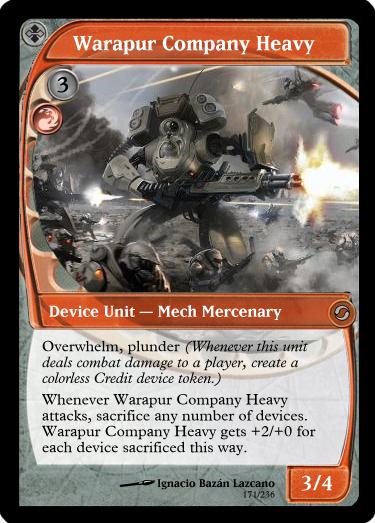 Warapur Company Heavy
3
Device Unit — Mech Mercenary
Overwhelm, plunder (Whenever this unit
deals combat damage to a player, create a
colorless Credit device token.)
Whenever Warapur Company Heavy
attacks, sacrifice any number of devices.
Warapur Company Heavy gets +2/+0 for
each device sacrificed this way.
Ignacio Bazán Lazcano
171/236
3/4